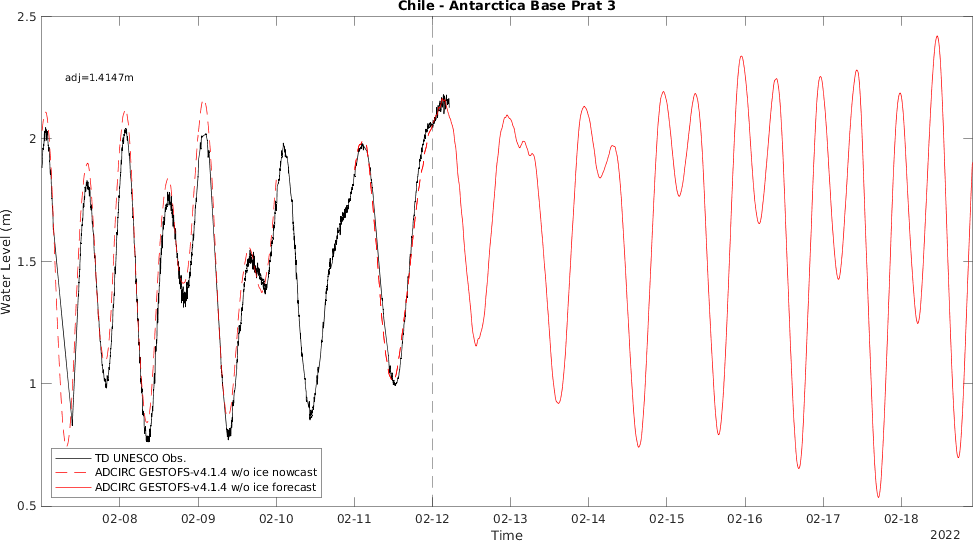 Chile - Antarctica Base Prat 3
2.5
adj=1.4147m
2
Water Level (m)
1.5
1
TD UNESCO Obs.
ADCIRC GESTOFS-v4.1.4 w/o ice nowcast
ADCIRC GESTOFS-v4.1.4 w/o ice forecast
0.5
02-08 02-09 02-10 02-11 02-12 02-13 02-14 02-15 02-16 02-17 02-18
Time
2022